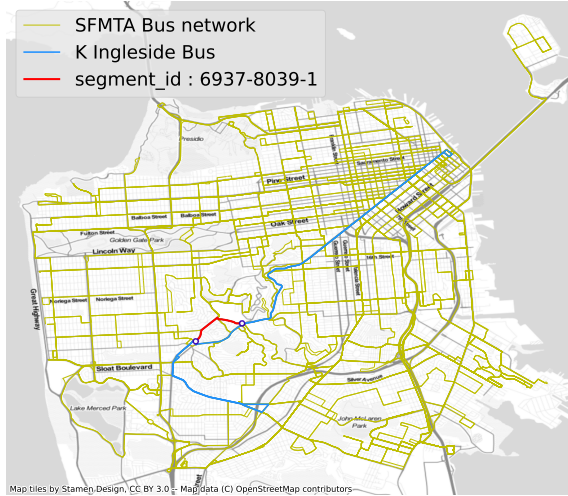 SFMTA Bus network
K Ingleside Bus
segment_id : 6937-8039-1
Presidio
Sacramento Street
Pine Street
Howard Street
Balboa Street
Balboa Street
Oak Street
Fulton Street
Golden Gate Park
Lincoln Way
Noriega Street
Noriega Street
Great Highway
Sloat Boulevard
Silver Avenue
Lake Merced Park
John McLaren
Park
Map tiles by Stamen Design, CC BY 3.0 -- Map data (C) OpenStreetMap contributors